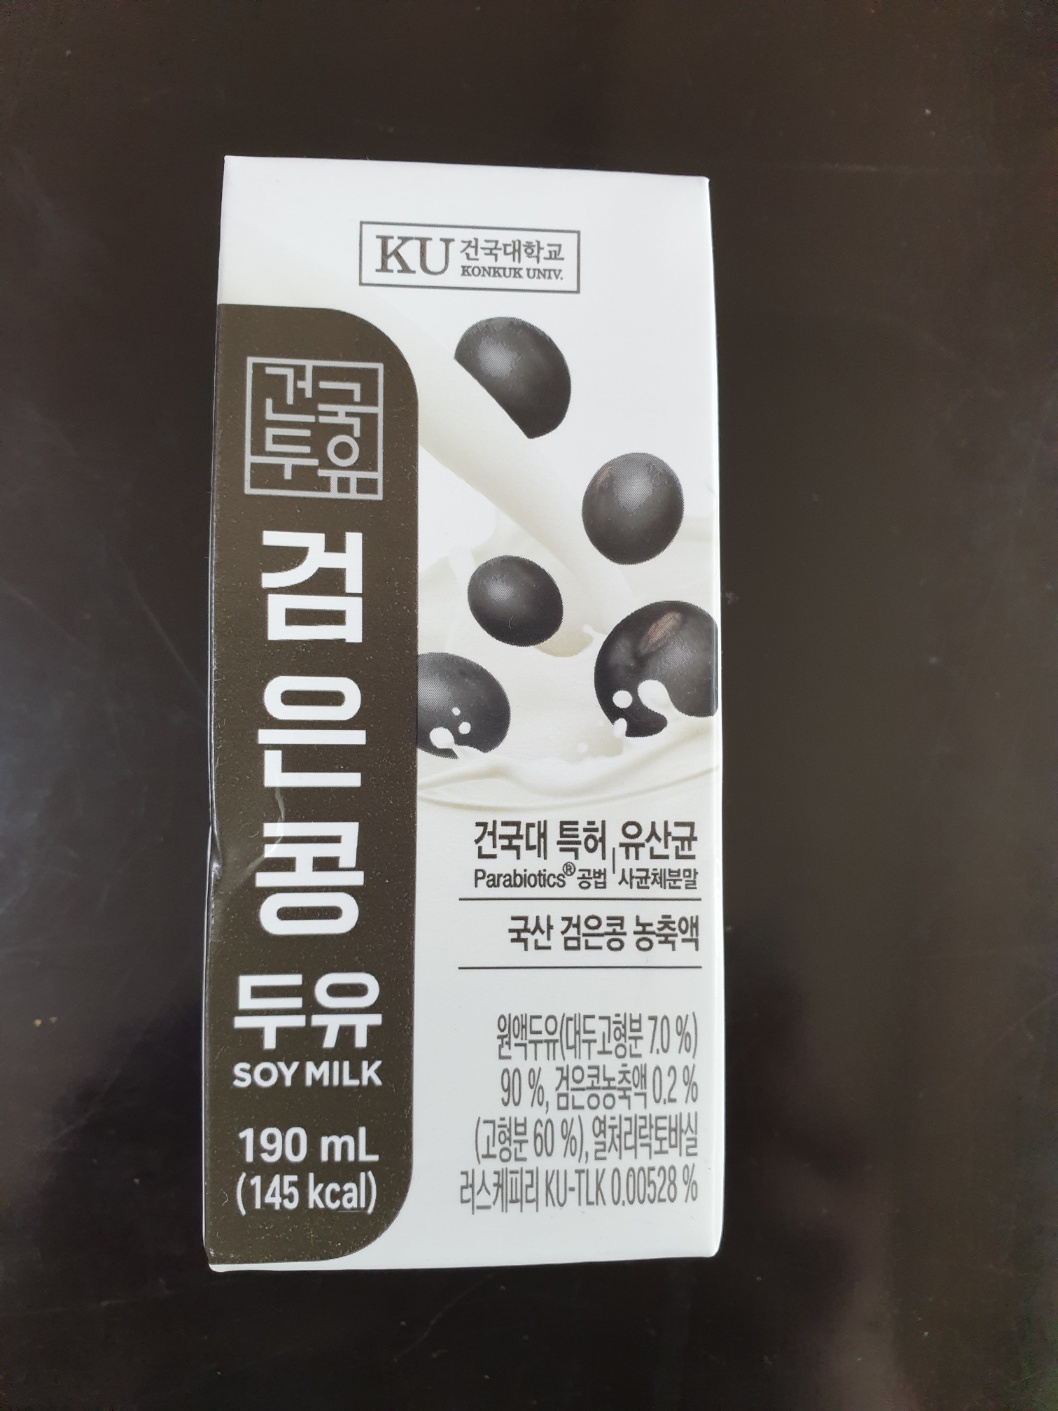 KU 건국대학교
KONKUK UNIV.
건국
두유
검은콩
두유
SOY MILK
190 mL
(145 kcal)
건국대 특허 유산균
Parabiotics® 공법 사균체분말
국산 검은콩 농축액
원액두유(대두고형분 7.0 %)
90 %, 검은콩농축액 0.2 %
(고형분 60 %), 열처리락토바실
러스케피리 KU-TLK 0.00528 %